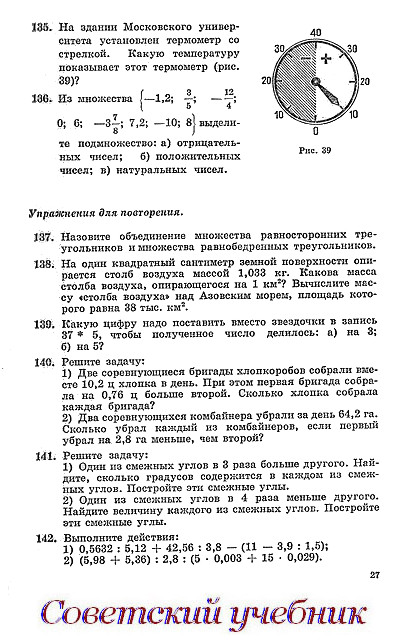 135. На здании Московского универ-
ситета установлен термометр со
стрелкой. Какую температуру
показывает этот термометр (рис.
39)?
136. Из множества {—1,2; 3/5; —12/4;
0; 6; —3 7/8; 7,2; —10; 8} выдели-
те подмножество: а) отрицатель-
ных чисел; б) положительных
чисел; в) натуральных чисел.
40
30 — + 30
20 20
10 10
0
Рис. 39
Упражнения для повторения.
137. Назовите объединение множества равносторонних тре-
угольников и множества равнобедренных треугольников.
138. На один квадратный сантиметр земной поверхности опи-
рается столб воздуха массой 1,033 кг. Какова масса
столба воздуха, опирающегося на 1 км²? Вычислите мас-
су «столба воздуха» над Азовским морем, площадь кото-
рого равна 38 тыс. км².
139. Какую цифру надо поставить вместо звездочки в запись
37 * 5, чтобы полученное число делилось: а) на 3;
б) на 5?
140. Решите задачу:
1) Две соревнующиеся бригады хлопкоробов собрали вме-
сто 10,2 ц хлопка в день. При этом первая бригада собра-
ла на 0,76 ц больше второй. Сколько хлопка собрала
каждая бригада?
2) Два соревнующихся комбайнера убрали за день 64,2 га.
Сколько убрал каждый из комбайнеров, если первый
убрал на 2,8 га меньше, чем второй?
141. Решите задачу:
1) Один из смежных углов в 3 раза больше другого. Най-
дите, сколько градусов содержится в каждом из смеж-
ных углов. Постройте эти смежные углы.
2) Один из смежных углов в 4 раза меньше другого.
Найдите величину каждого из смежных углов. Постройте
эти смежные углы.
142. Выполните действия:
1) 0,5632 : 5,12 + 42,56 : 3,8 — (11 — 3,9 : 1,5);
2) (5,98 + 5,36) : 2,8 : (5 · 0,003 + 15 · 0,029).
27
Советский учебник